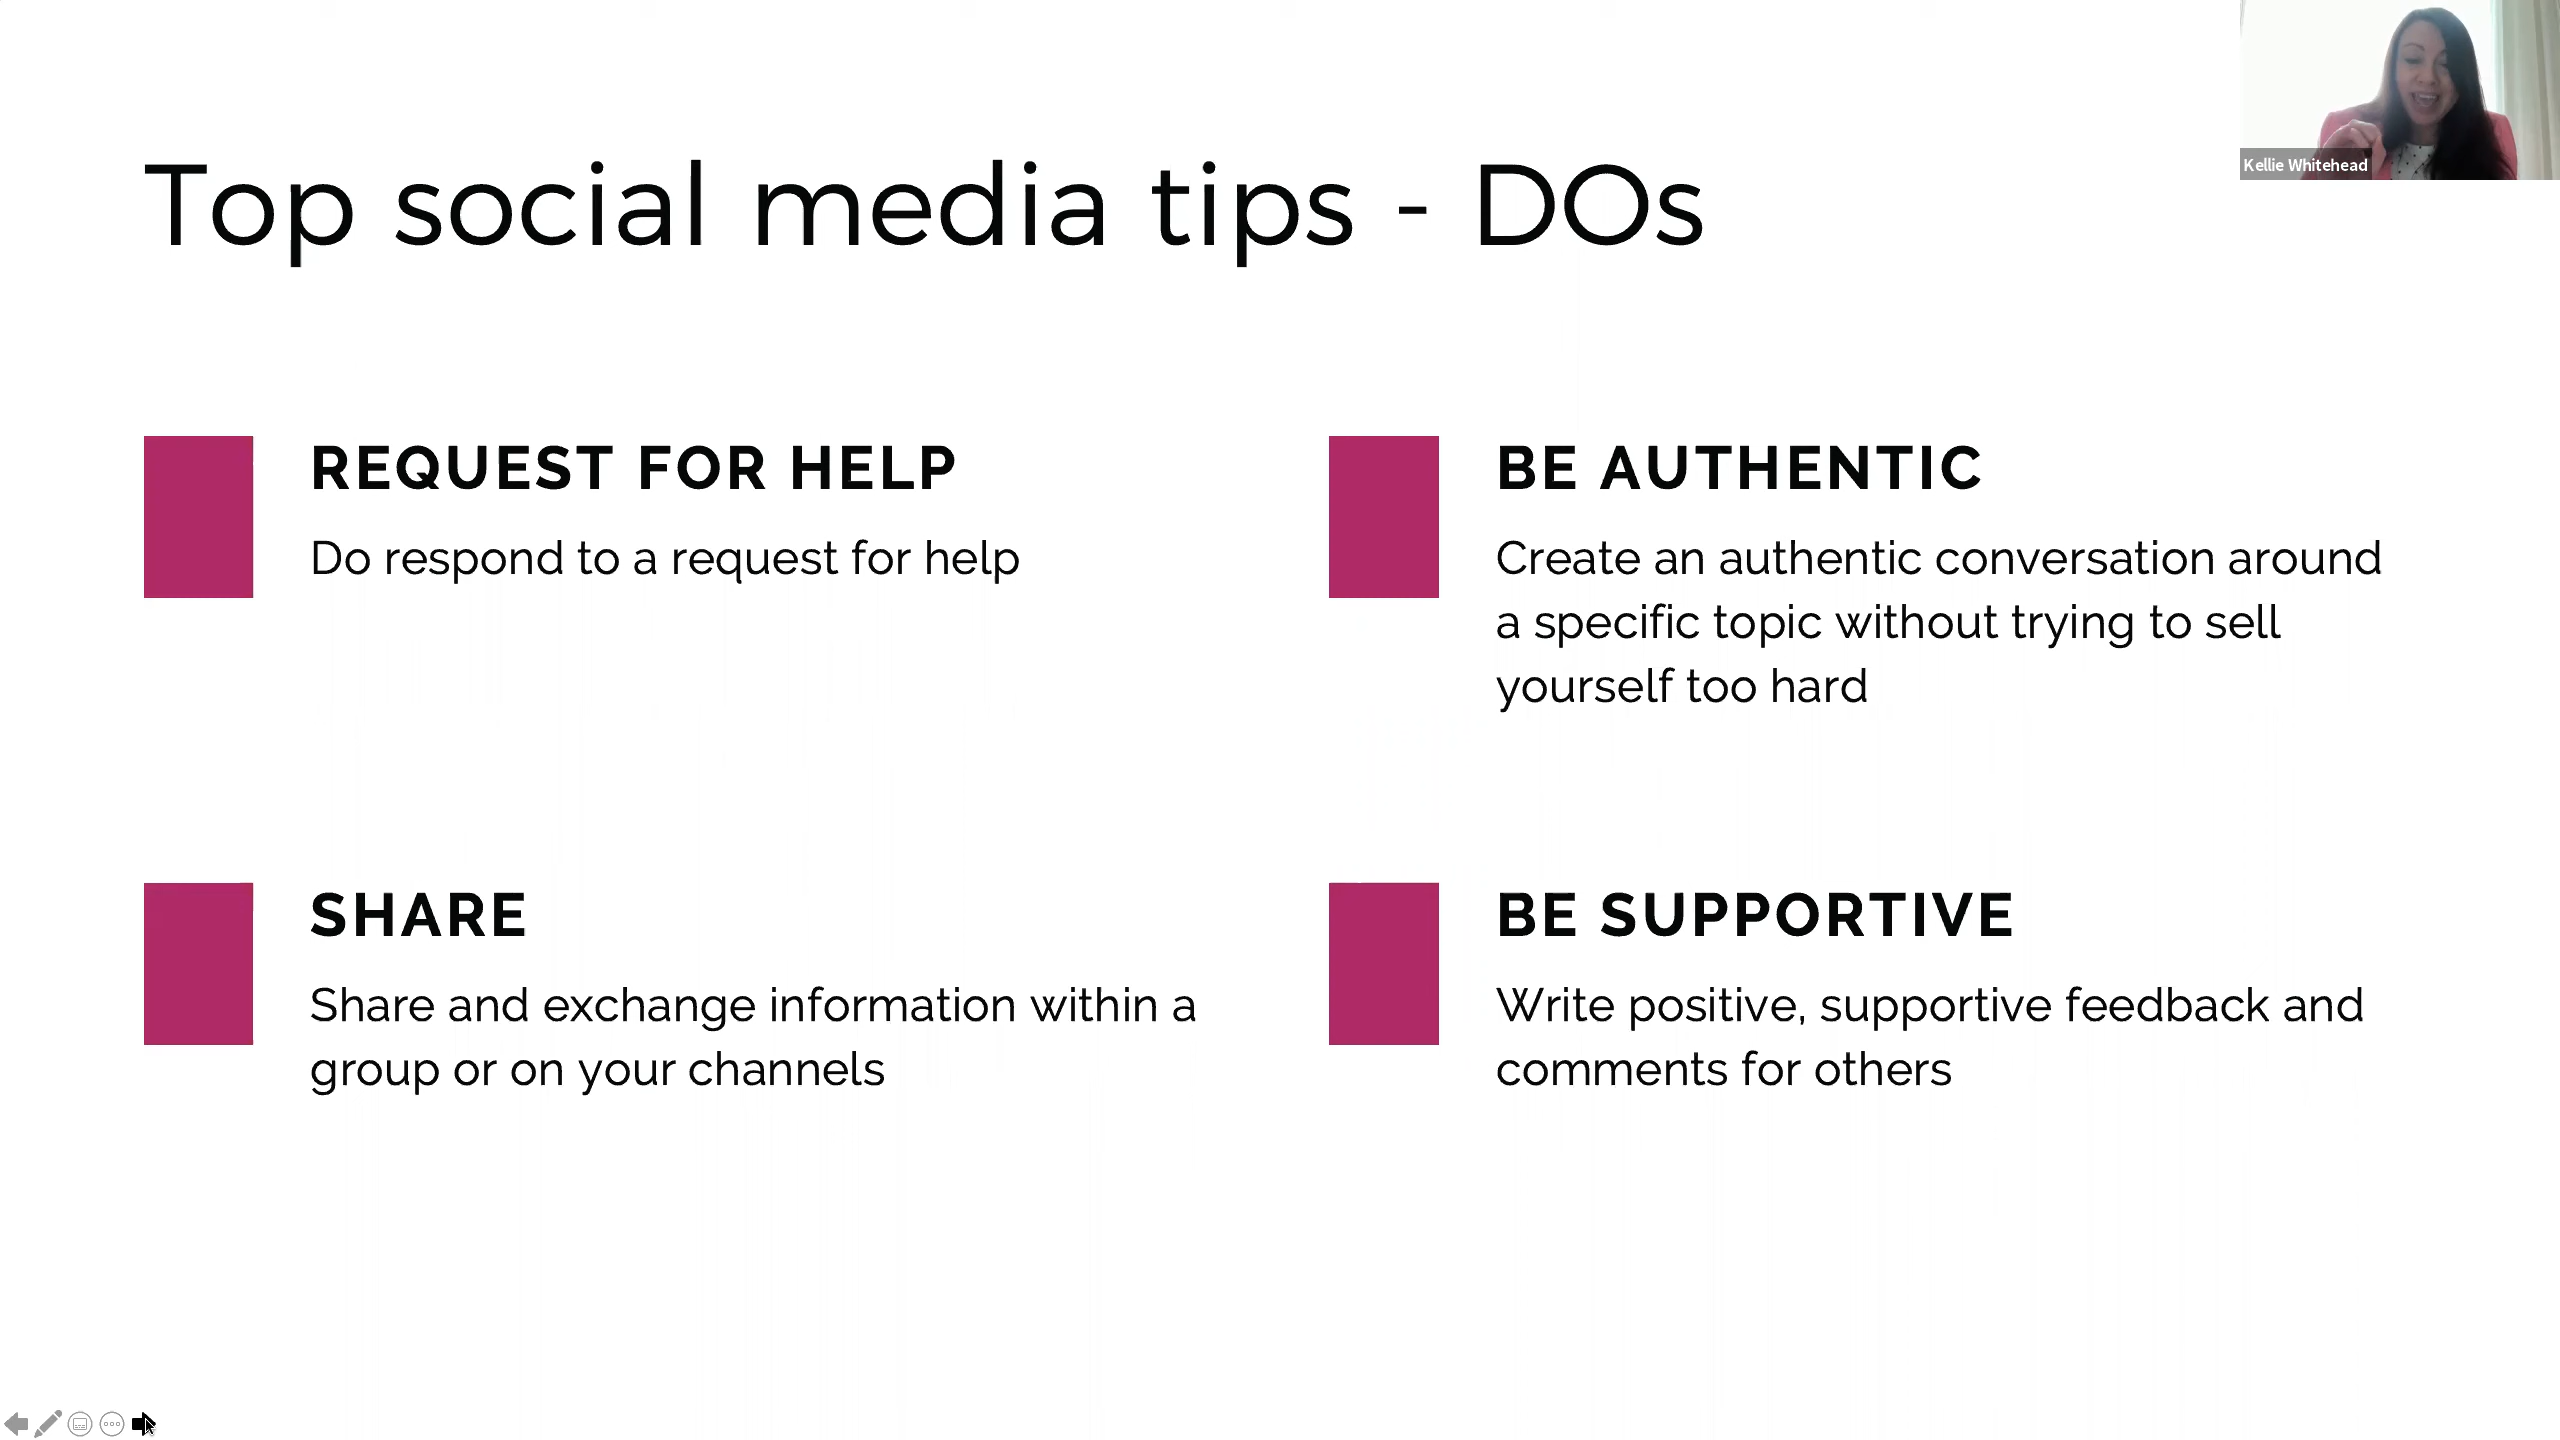 Kellie Whitehead
Top social media tips - DOs
REQUEST FOR HELP
Do respond to a request for help
BE AUTHENTIC
Create an authentic conversation around
a specific topic without trying to sell
yourself too hard
SHARE
Share and exchange information within a
group or on your channels
BE SUPPORTIVE
Write positive, supportive feedback and
comments for others